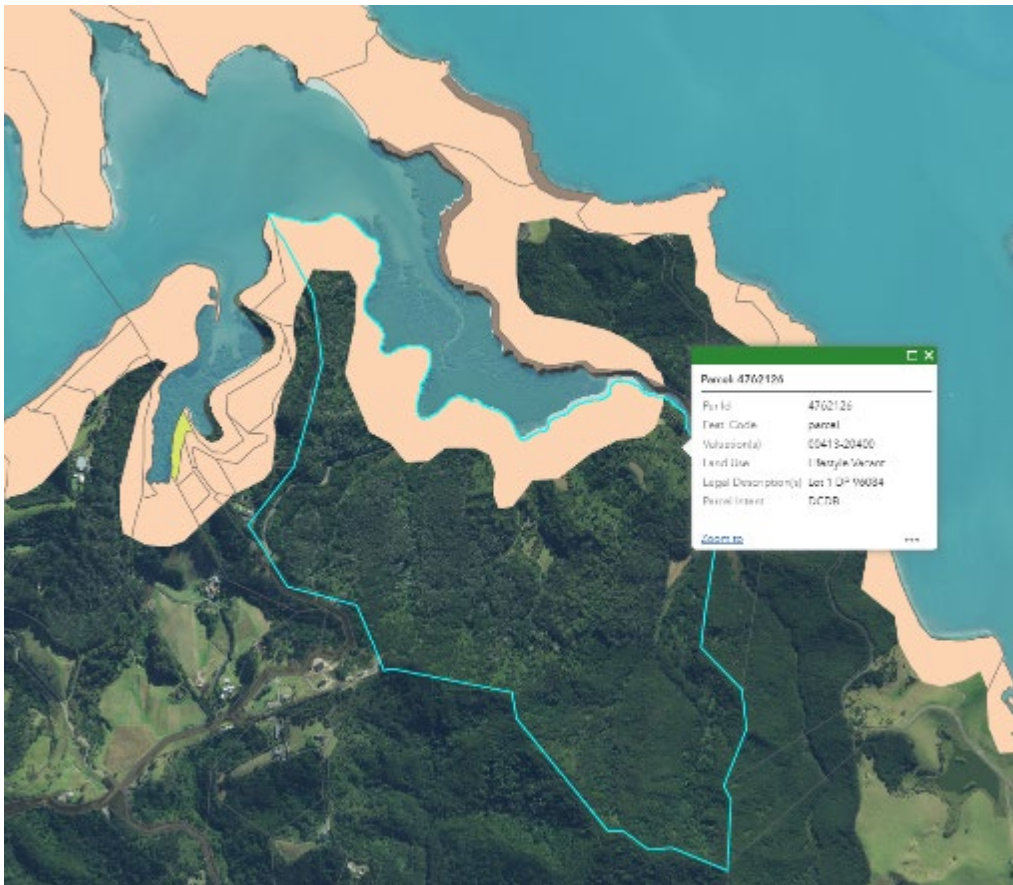 Parcel: 4762126
Par Id 4762126
Feat. Code parcel
Valuation(s) 00413-20400
Land Use Lifestyle Vacant
Legal Description(s) Lot 1 DP 96084
Parcel Intent DCDB
Zoom to